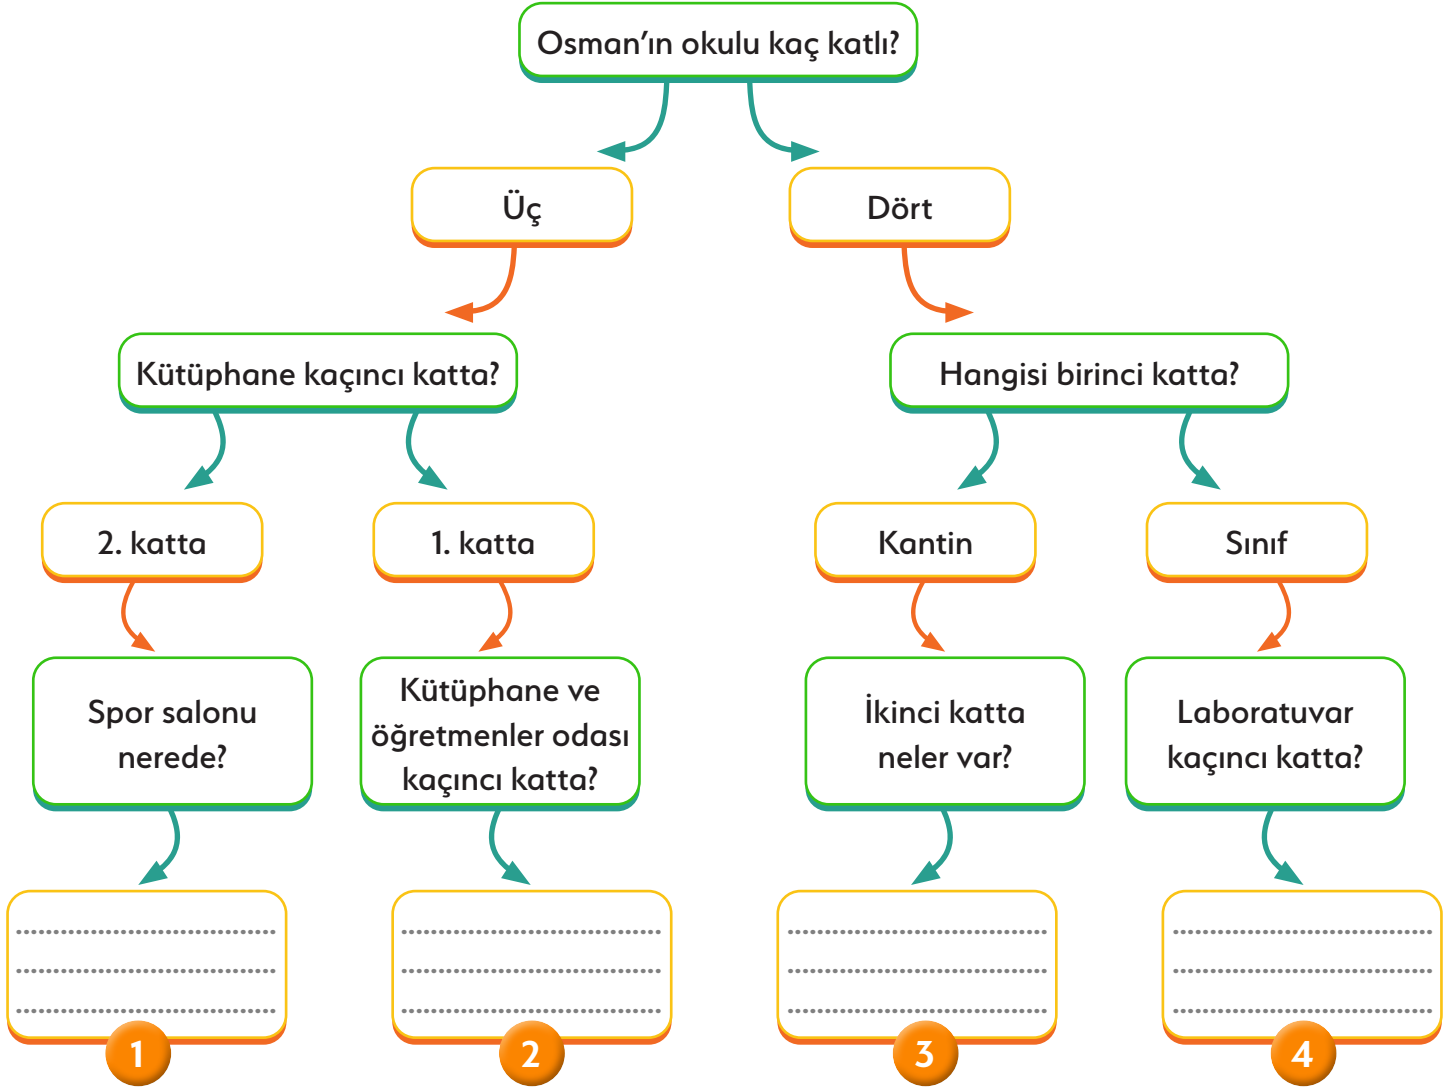 Osman'ın okulu kaç katlı?
Üç
Dört
Kütüphane kaçıncı katta?
Hangisi birinci katta?
2. katta
1. katta
Kantin
Sınıf
Spor salonu
nerede?
Kütüphane ve
öğretmenler odası
kaçıncı katta?
İkinci katta
neler var?
Laboratuvar
kaçıncı katta?
1
2
3
4